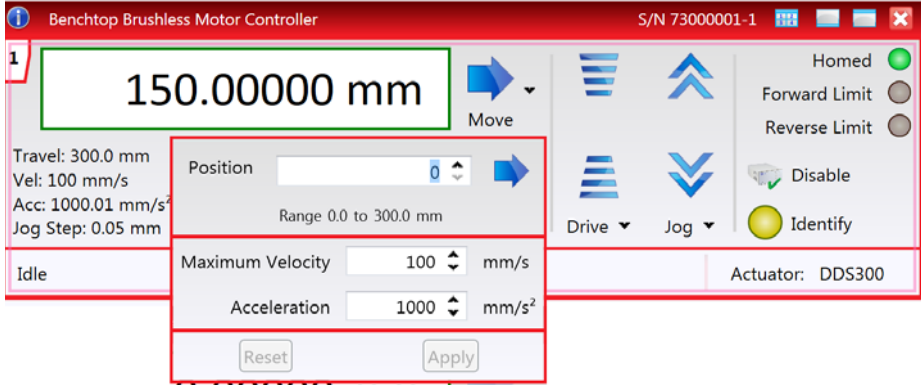 Benchtop Brushless Motor Controller S/N 73000001-1
1
150.00000 mm
Move
Homed
Forward Limit
Reverse Limit
Travel: 300.0 mm
Vel: 100 mm/s
Acc: 1000.01 mm/s²
Jog Step: 0.05 mm
Position 0
Range 0.0 to 300.0 mm
Drive Jog
Disable
Identify
Idle
Maximum Velocity 100 mm/s
Acceleration 1000 mm/s²
Actuator: DDS300
Reset Apply